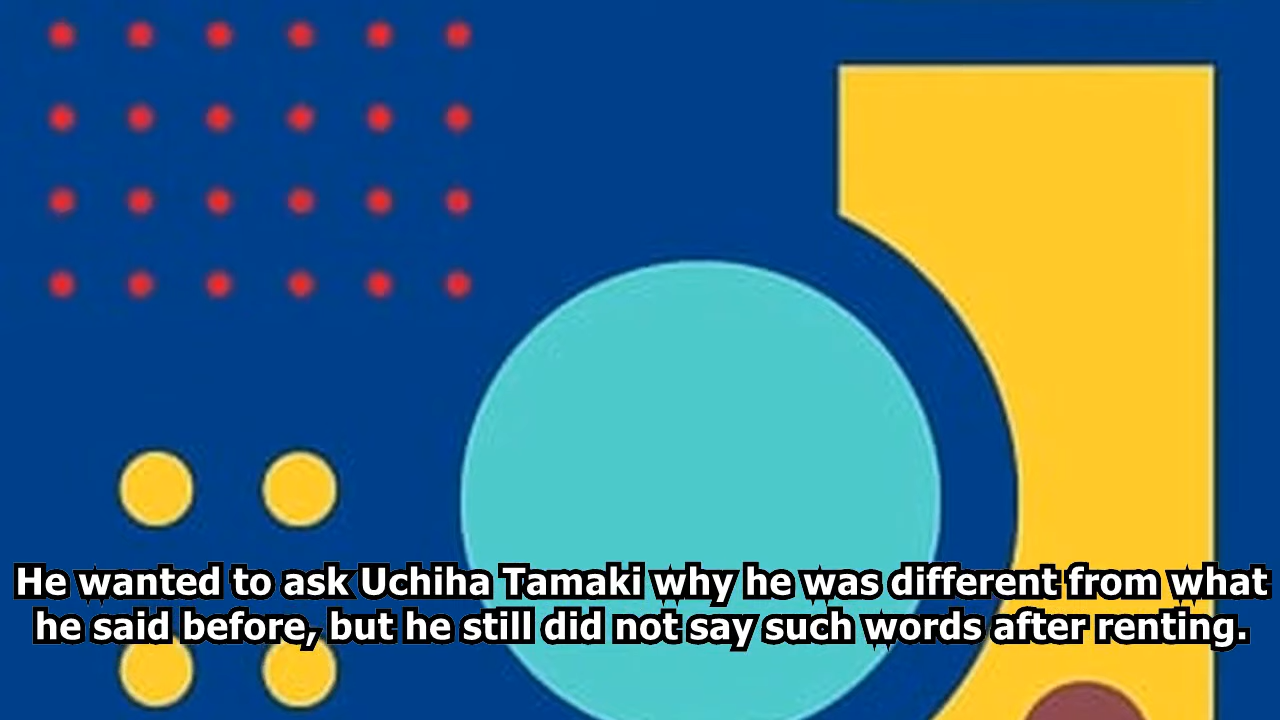 He wanted to ask Uchiha Tamaki why he was different from what
he said before, but he still did not say such words after renting.